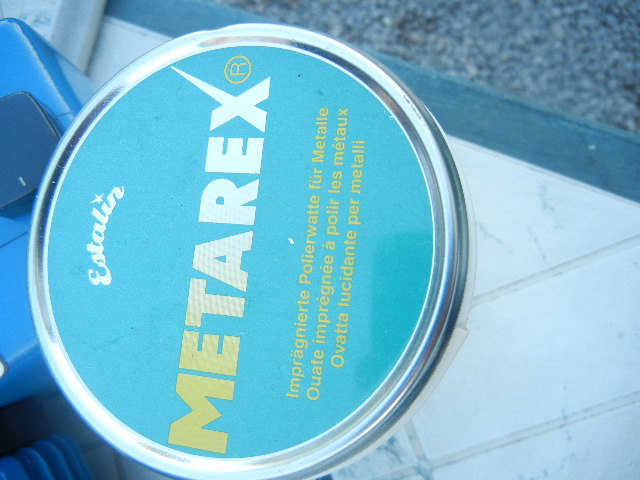 Estalin
METAREX®
Imprägnierte Polierwatte für Metalle
Ouate imprégnée à polir les métaux
Ovatta lucidante per metalli